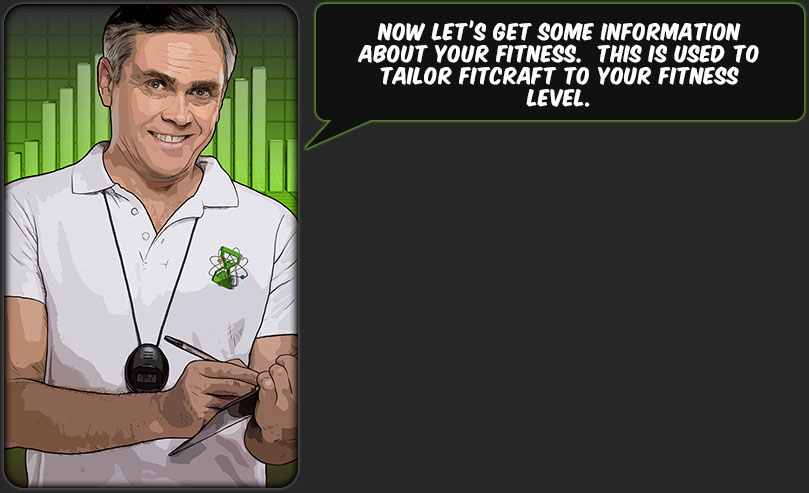 NOW LET'S GET SOME INFORMATION
ABOUT YOUR FITNESS. THIS IS USED TO
TAILOR FITCRAFT TO YOUR FITNESS
LEVEL.